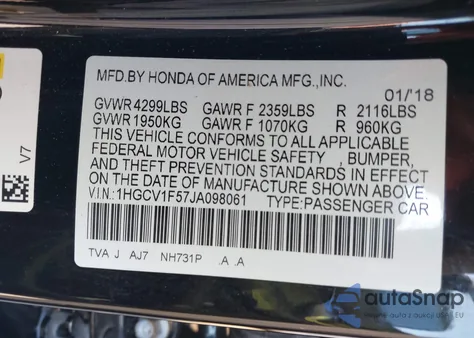 MFD.BY HONDA OF AMERICA MFG.,INC.
01/'18
GVWR 4299LBS GAWR F 2359LBS R 2116LBS
GVWR 1950KG GAWR F 1070KG R 960KG
THIS VEHICLE CONFORMS TO ALL APPLICABLE
FEDERAL MOTOR VEHICLE SAFETY , BUMPER,
AND THEFT PREVENTION STANDARDS IN EFFECT
ON THE DATE OF MANUFACTURE SHOWN ABOVE.
V.I.N.: 1HGCV1F57JA098061 TYPE:PASSENGER CAR
TVA J AJ7 NH731P .A .A
V7
autoSnap